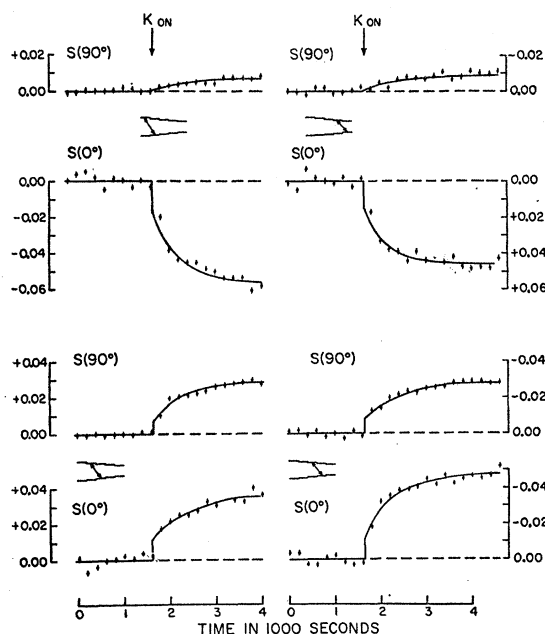 K ON K ON
+0.02 S(90°) S(90°) -0.02
0.00 0.00
S(0°) S(0°)
0.00 0.00
-0.02 +0.02
-0.04 +0.04
-0.06 +0.06
+0.04 S(90°) S(90°) -0.04
+0.02 -0.02
0.00 0.00
+0.04 S(0°) S(0°) -0.04
+0.02 -0.02
0.00 0.00
0 1 2 3 4 0 1 2 3 4
TIME IN 1000 SECONDS